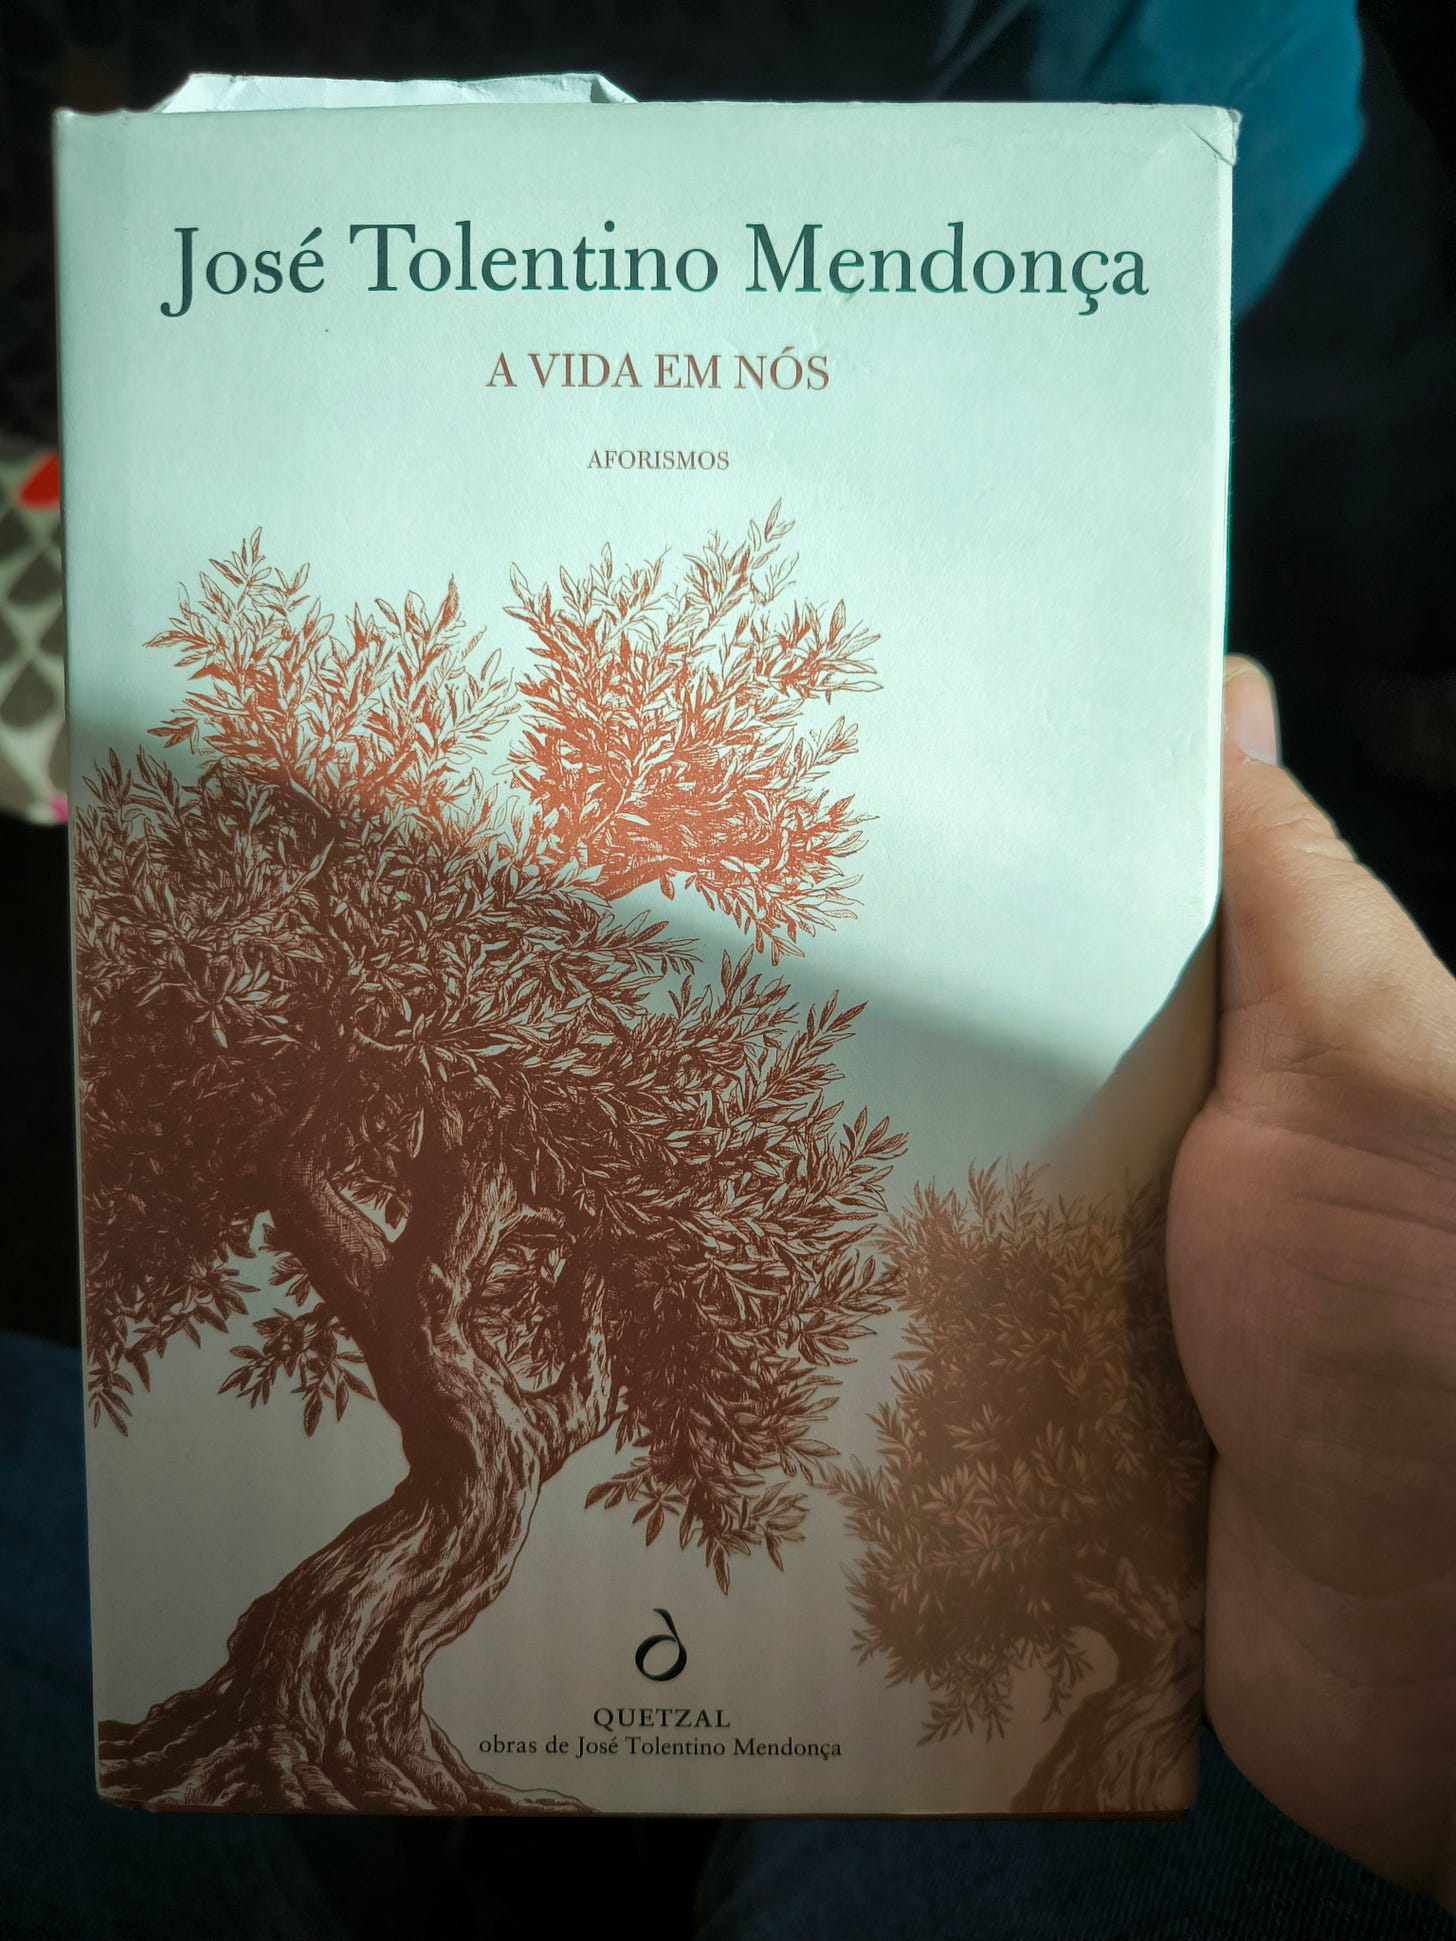 José Tolentino Mendonça
A VIDA EM NÓS
AFORISMOS
QUETZAL
obras de José Tolentino Mendonça